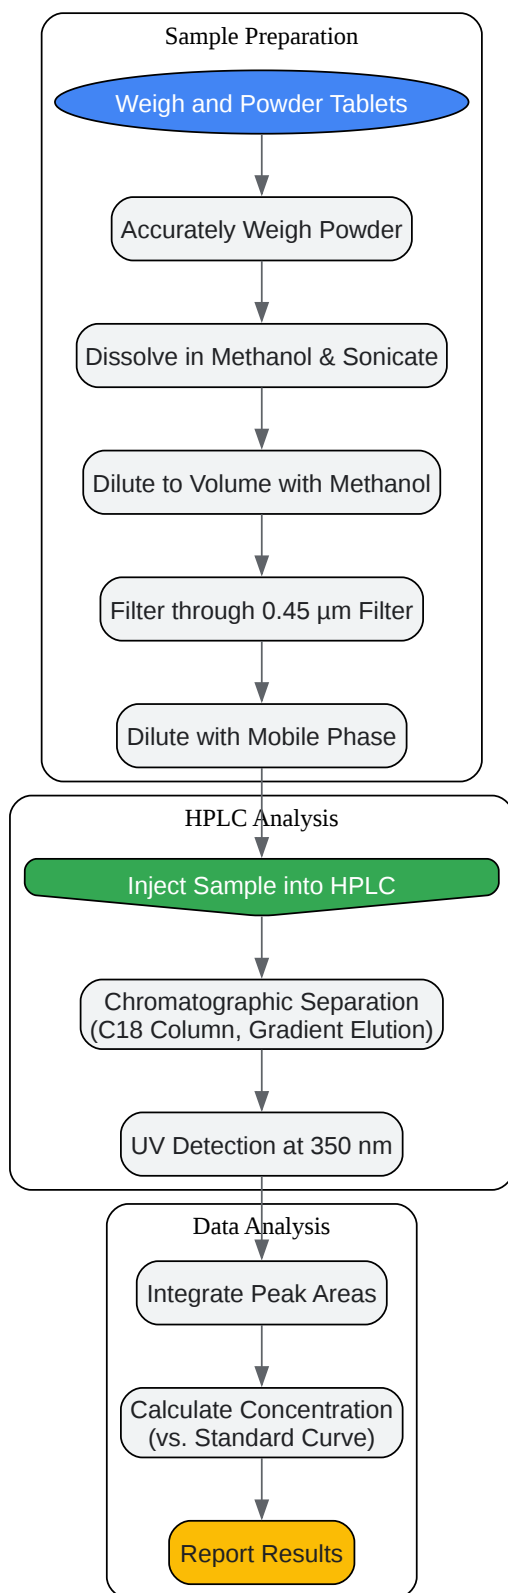 Sample Preparation
Weigh and Powder Tablets
Accurately Weigh Powder
Dissolve in Methanol & Sonicate
Dilute to Volume with Methanol
Filter through 0.45 µm Filter
Dilute with Mobile Phase
HPLC Analysis
Inject Sample into HPLC
Chromatographic Separation
(C18 Column, Gradient Elution)
UV Detection at 350 nm
Data Analysis
Integrate Peak Areas
Calculate Concentration
(vs. Standard Curve)
Report Results